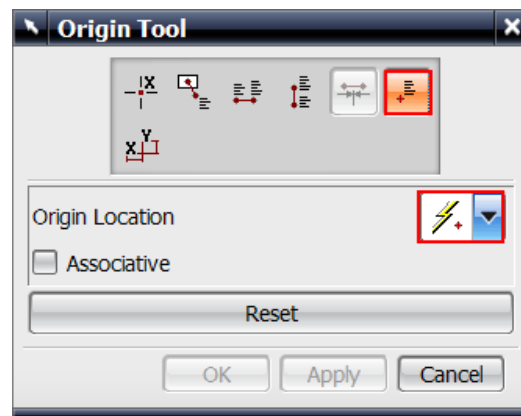 Origin Tool
X
X Y
Origin Location
Associative
Reset
OK Apply Cancel